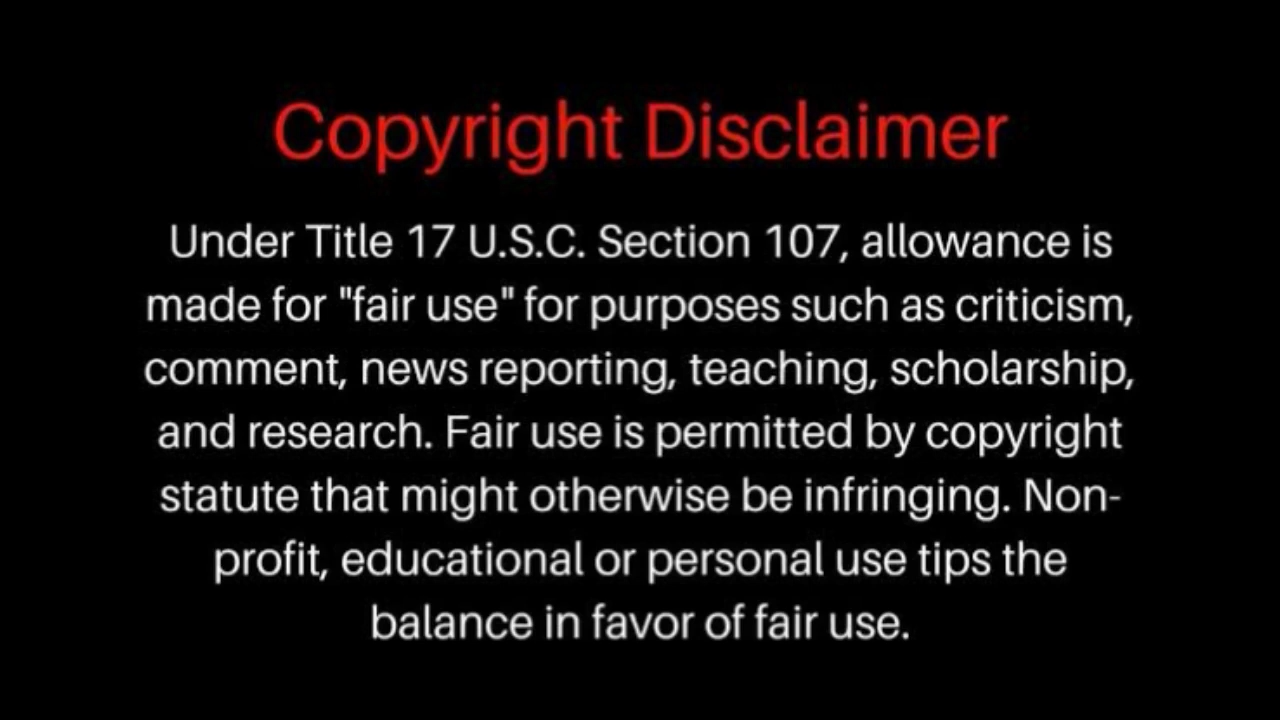 Copyright Disclaimer
Under Title 17 U.S.C. Section 107, allowance is
made for "fair use" for purposes such as criticism,
comment, news reporting, teaching, scholarship,
and research. Fair use is permitted by copyright
statute that might otherwise be infringing. Non-
profit, educational or personal use tips the
balance in favor of fair use.